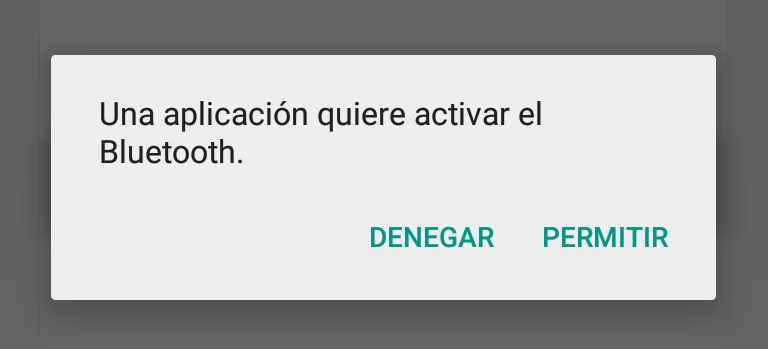 Una aplicación quiere activar el
Bluetooth.
DENEGAR PERMITIR